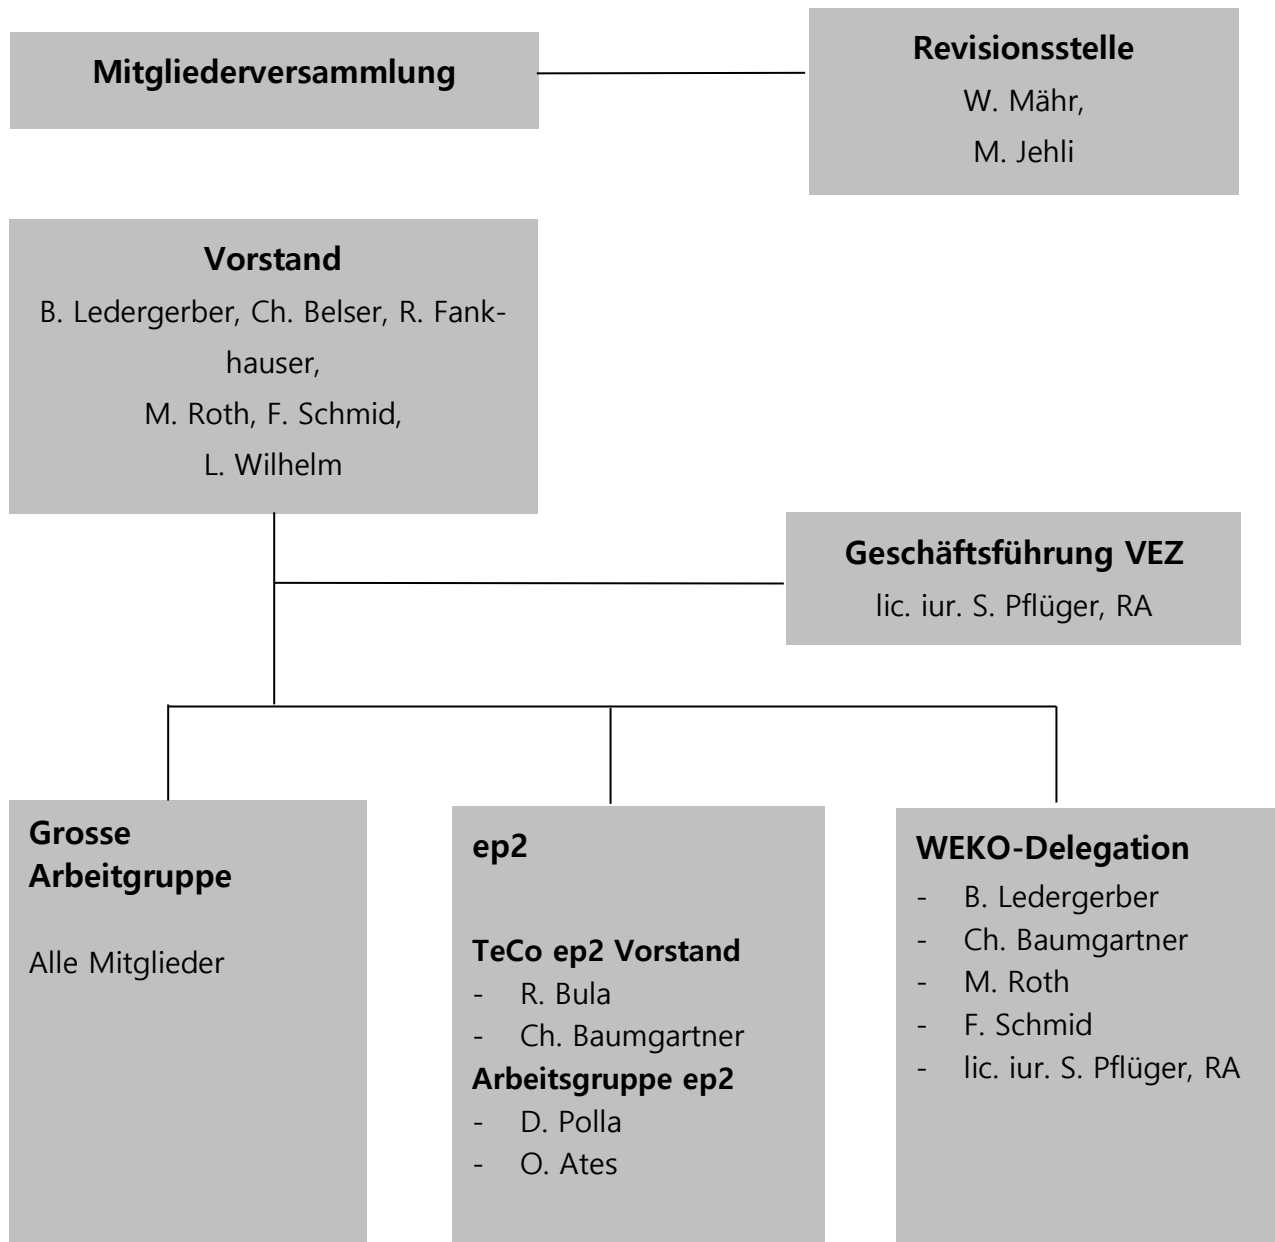 Mitgliederversammlung
Revisionsstelle
W. Mähr,
M. Jehli
Vorstand
B. Ledergerber, Ch. Belser, R. Fank-
hauser,
M. Roth, F. Schmid,
L. Wilhelm
Geschäftsführung VEZ
lic. iur. S. Pflüger, RA
Grosse
Arbeitgruppe
Alle Mitglieder
ep2
TeCo ep2 Vorstand
- R. Bula
- Ch. Baumgartner
Arbeitsgruppe ep2
- D. Polla
- O. Ates
WEKO-Delegation
- B. Ledergerber
- Ch. Baumgartner
- M. Roth
- F. Schmid
- lic. iur. S. Pflüger, RA